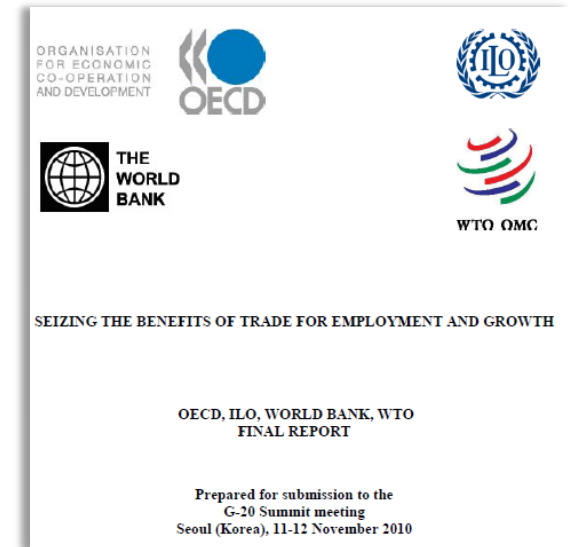 ORGANISATION
FOR ECONOMIC
CO-OPERATION
AND DEVELOPMENT
OECD
ILO
THE
WORLD
BANK
WTO OMC
SEIZING THE BENEFITS OF TRADE FOR EMPLOYMENT AND GROWTH
OECD, ILO, WORLD BANK, WTO
FINAL REPORT
Prepared for submission to the
G-20 Summit meeting
Seoul (Korea), 11-12 November 2010